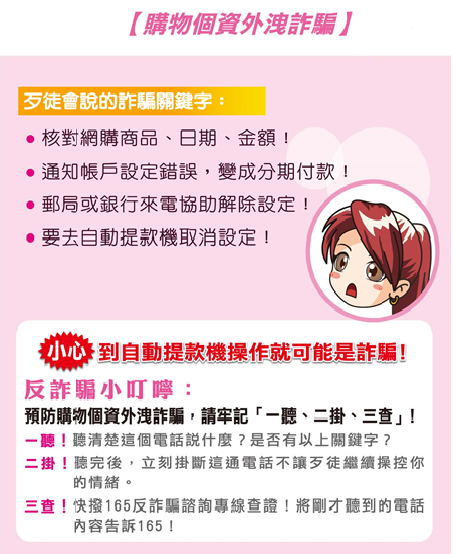 【購物個資外洩詐騙】
歹徒會說的詐騙關鍵字：
● 核對網購商品、日期、金額！
● 通知帳戶設定錯誤，變成分期付款！
● 郵局或銀行來電協助解除設定！
● 要去自動提款機取消設定！
小心 到自動提款機操作就可能是詐騙！
反詐騙小叮嚀：
預防購物個資外洩詐騙，請牢記「一聽、二掛、三查」！
一聽！聽清楚這個電話說什麼？是否有以上關鍵字？
二掛！聽完後，立刻掛斷這通電話不讓歹徒繼續操控你
的情緒。
三查！快撥165反詐騙諮詢專線查證！將剛才聽到的電話
內容告訴165！